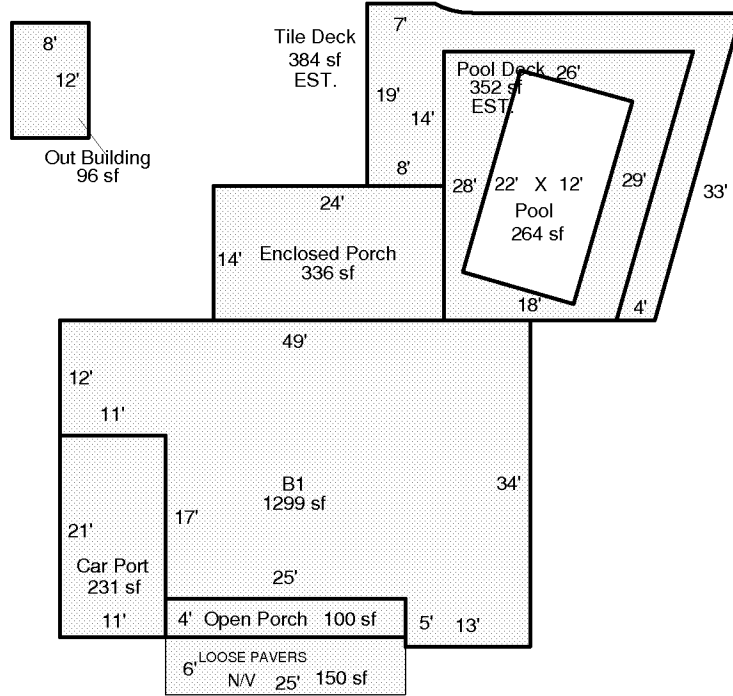 7'
8'
12'
Out Building
96 sf
Tile Deck
384 sf
EST.
19'
14'
8'
Pool Deck
352 sf
EST.
26'
28'
22' X 12'
Pool
264 sf
29'
33'
18'
4'
24'
14'
Enclosed Porch
336 sf
49'
12'
11'
B1
1299 sf
34'
21'
17'
Car Port
231 sf
11'
25'
4' Open Porch 100 sf
5' 13'
6' LOOSE PAVERS
N/V 25' 150 sf